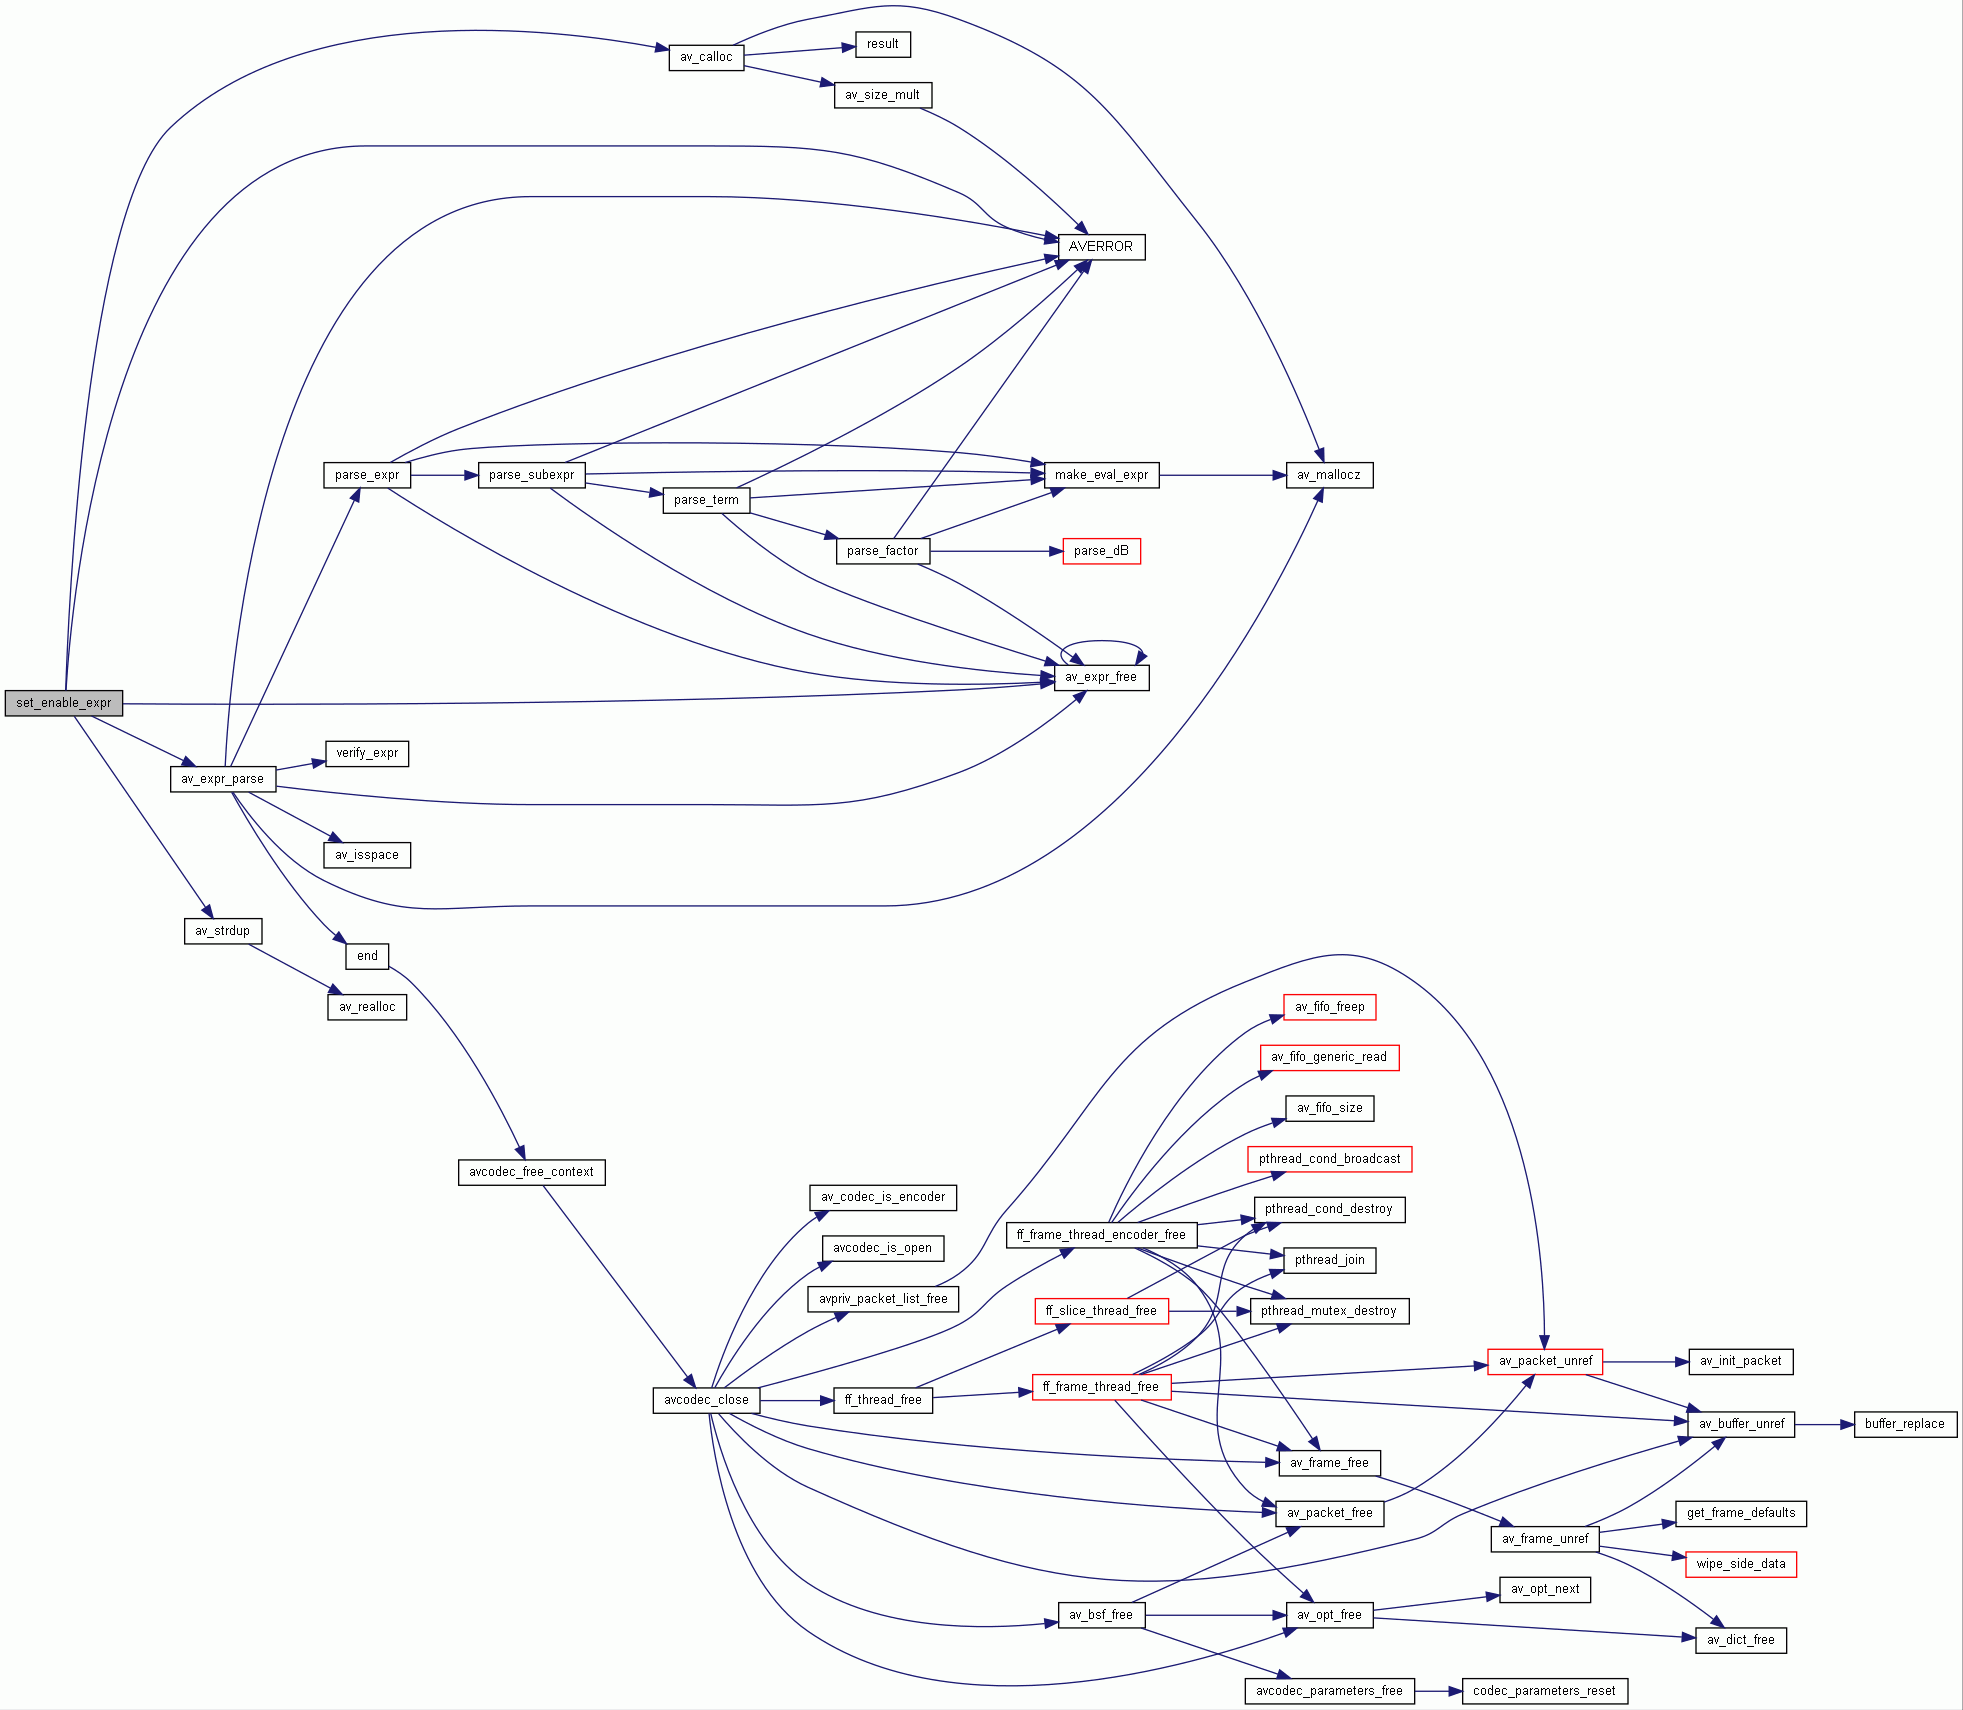 result
av_calloc
av_size_mult
AVERROR
parse_expr
parse_subexpr
make_eval_expr
av_mallocz
parse_term
parse_factor
parse_dB
av_expr_free
set_enable_expr
verify_expr
av_expr_parse
av_isspace
av_strdup
end
av_realloc
av_fifo_freep
av_fifo_generic_read
av_fifo_size
pthread_cond_broadcast
avcodec_free_context
av_codec_is_encoder
pthread_cond_destroy
ff_frame_thread_encoder_free
avcodec_is_open
pthread_join
avpriv_packet_list_free
ff_slice_thread_free
pthread_mutex_destroy
av_packet_unref
av_init_packet
ff_frame_thread_free
avcodec_close
ff_thread_free
av_buffer_unref
buffer_replace
av_frame_free
av_packet_free
get_frame_defaults
av_frame_unref
wipe_side_data
av_opt_next
av_bsf_free
av_opt_free
av_dict_free
avcodec_parameters_free
codec_parameters_reset